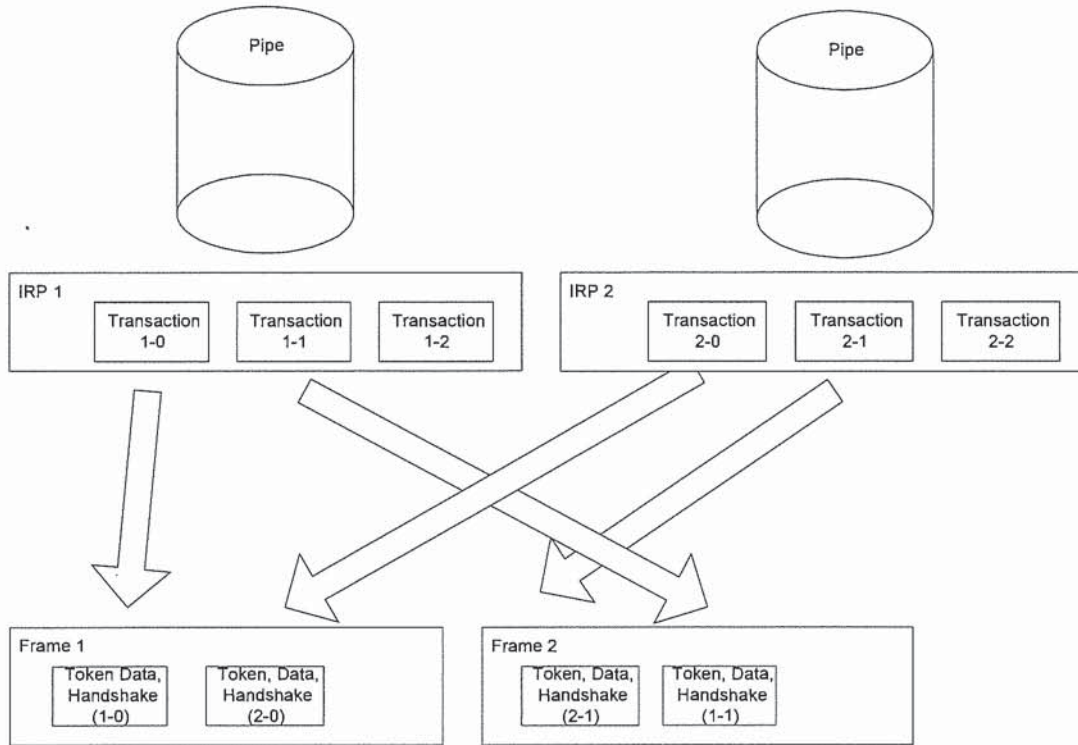 Pipe
Pipe
IRP 1
Transaction
1-0
Transaction
1-1
Transaction
1-2
IRP 2
Transaction
2-0
Transaction
2-1
Transaction
2-2
Frame 1
Token Data,
Handshake
(1-0)
Token, Data,
Handshake
(2-0)
Frame 2
Token, Data,
Handshake
(2-1)
Token, Data,
Handshake
(1-1)